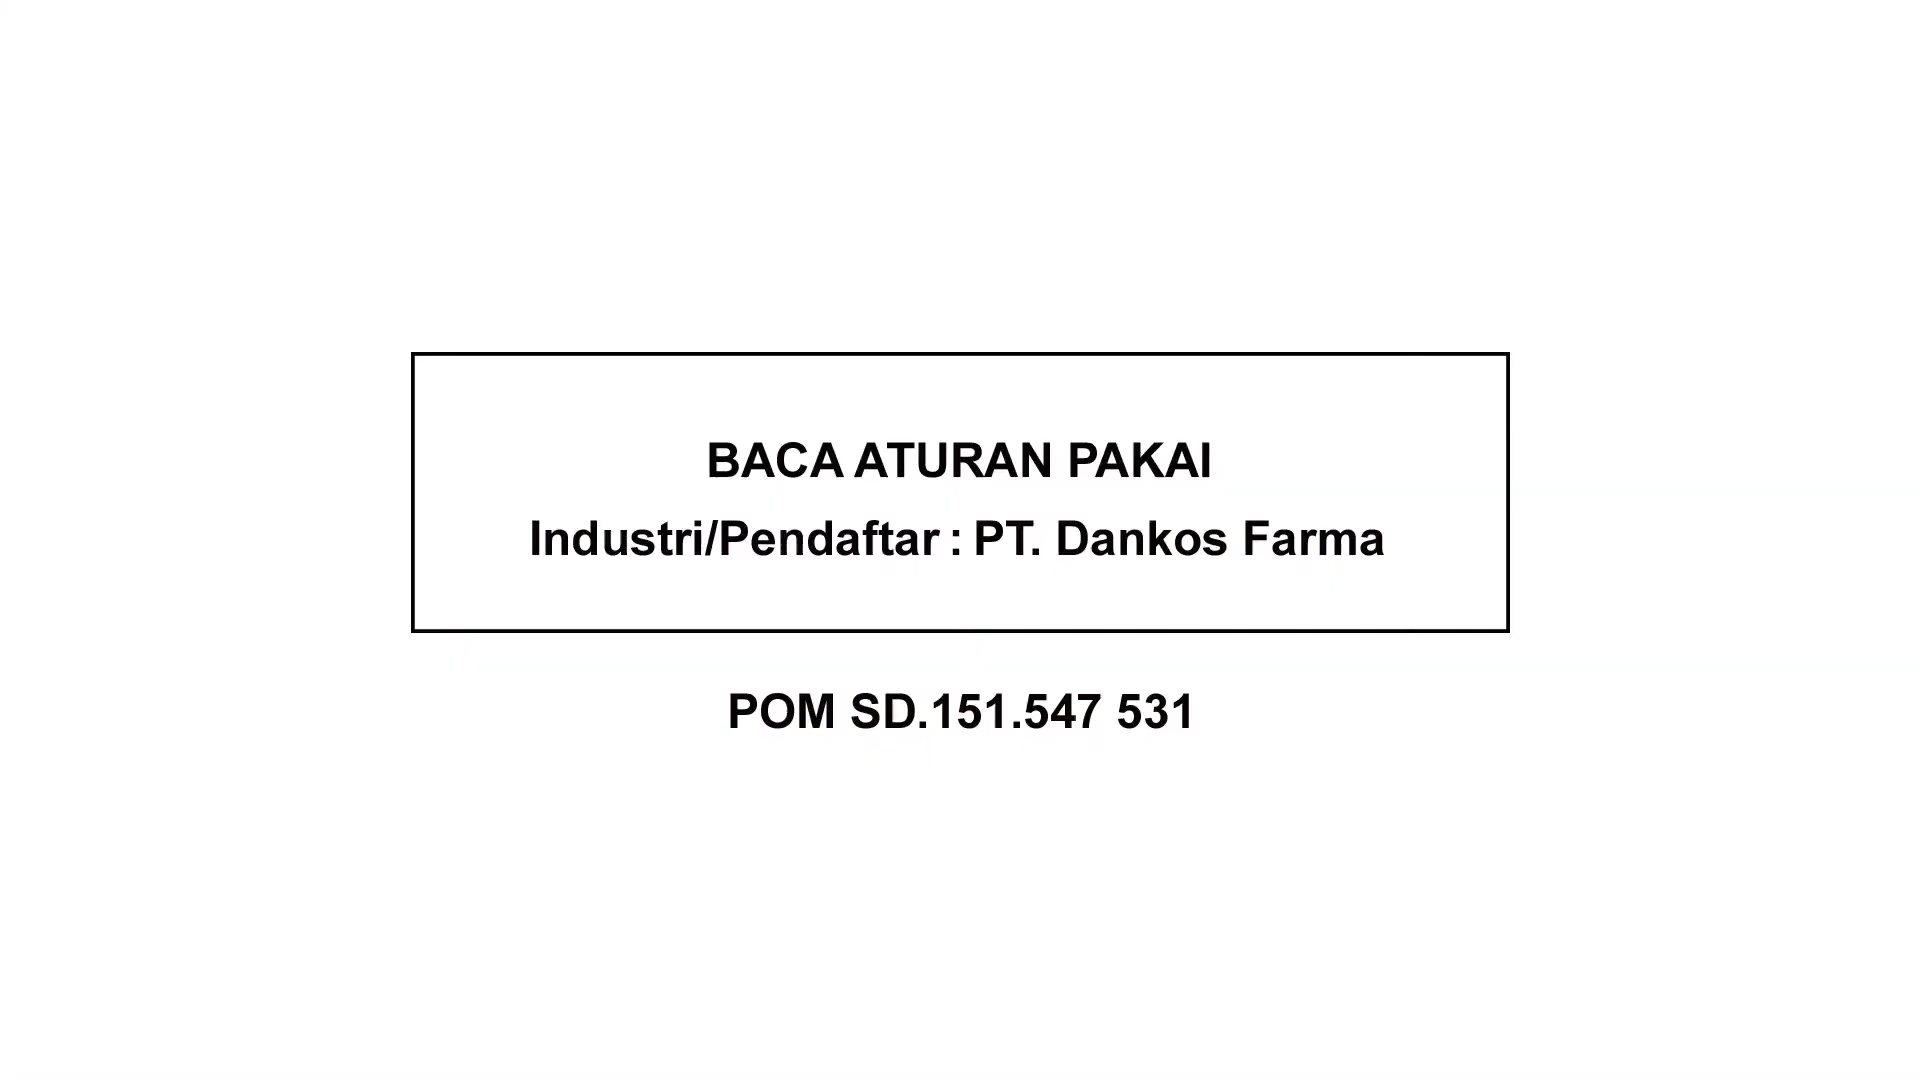 BACA ATURAN PAKAI
Industri/Pendaftar : PT. Dankos Farma
POM SD.151.547 531